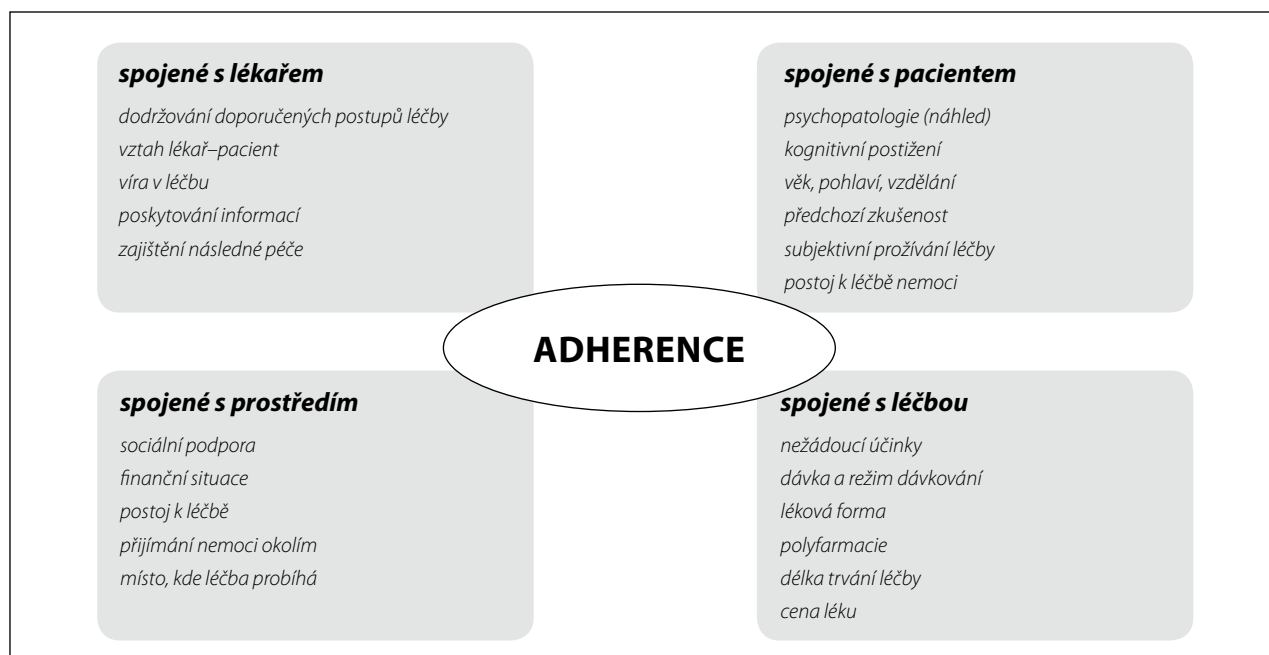 spojené s lékařem
dodržování doporučených postupů léčby
vztah lékař–pacient
víra v léčbu
poskytování informací
zajištění následné péče
spojené s pacientem
psychopatologie (náhled)
kognitivní postižení
věk, pohlaví, vzdělání
předchozí zkušenost
subjektivní prožívání léčby
postoj k léčbě nemoci
ADHERENCE
spojené s prostředím
sociální podpora
finanční situace
postoj k léčbě
přijímání nemoci okolím
místo, kde léčba probíhá
spojené s léčbou
nežádoucí účinky
dávka a režim dávkování
léková forma
polyfarmacie
délka trvání léčby
cena léku